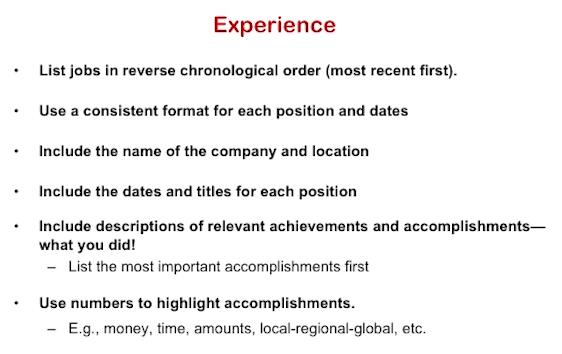 Experience
• List jobs in reverse chronological order (most recent first).
• Use a consistent format for each position and dates
• Include the name of the company and location
• Include the dates and titles for each position
• Include descriptions of relevant achievements and accomplishments—
what you did!
– List the most important accomplishments first
• Use numbers to highlight accomplishments.
– E.g., money, time, amounts, local-regional-global, etc.